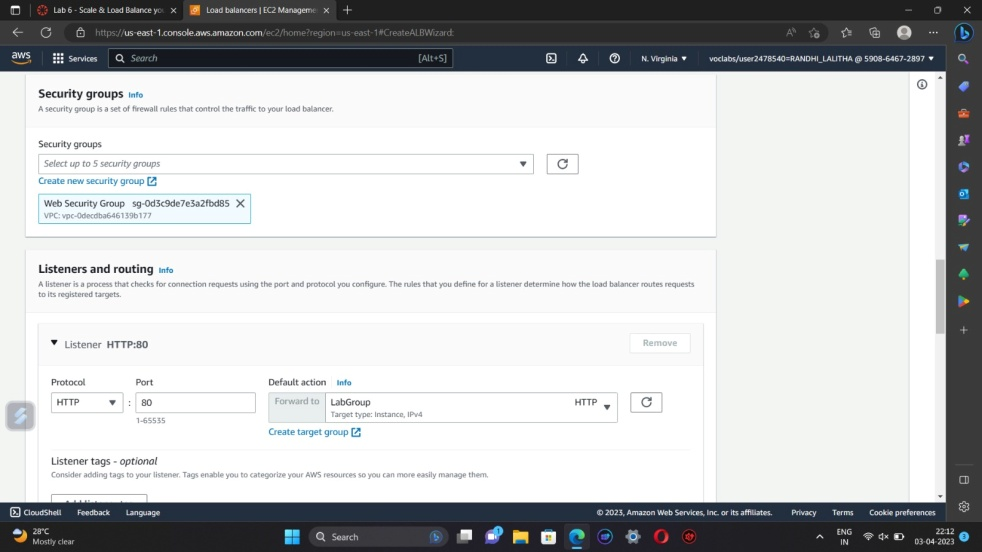 Lab 6 - Scale & Load Balance yo
Load balancers | EC2 Manageme
https://us-east-1.console.aws.amazon.com/ec2/home?region=us-east-1#CreateALBWizard:
aws
Services
Search
[Alt+S]
N. Virginia
voclabs/user2478540=RANDHI_LALITHA @ 5908-6467-2897
Security groups Info
A security group is a set of firewall rules that control the traffic to your load balancer.
Security groups
Select up to 5 security groups
Create new security group
Web Security Group sg-0d3c9de7e3a2fbd85
VPC: vpc-0decdba646139b177
Listeners and routing Info
A listener is a process that checks for connection requests using the port and protocol you configure. The rules that you define for a listener determine how the load balancer routes requests
to its registered targets.
Listener HTTP:80
Remove
Protocol
Port
Default action Info
HTTP
:
80
Forward to
LabGroup
HTTP
Target type: Instance, IPv4
1-65535
Create target group
Listener tags - optional
Consider adding tags to your listener. Tags enable you to categorize your AWS resources so you can more easily manage them.
CloudShell
Feedback
Language
© 2023, Amazon Web Services, Inc. or its affiliates.
Privacy
Terms
Cookie preferences
28°C
Mostly clear
Search
1
ENG
IN
22:12
03-04-2023
2